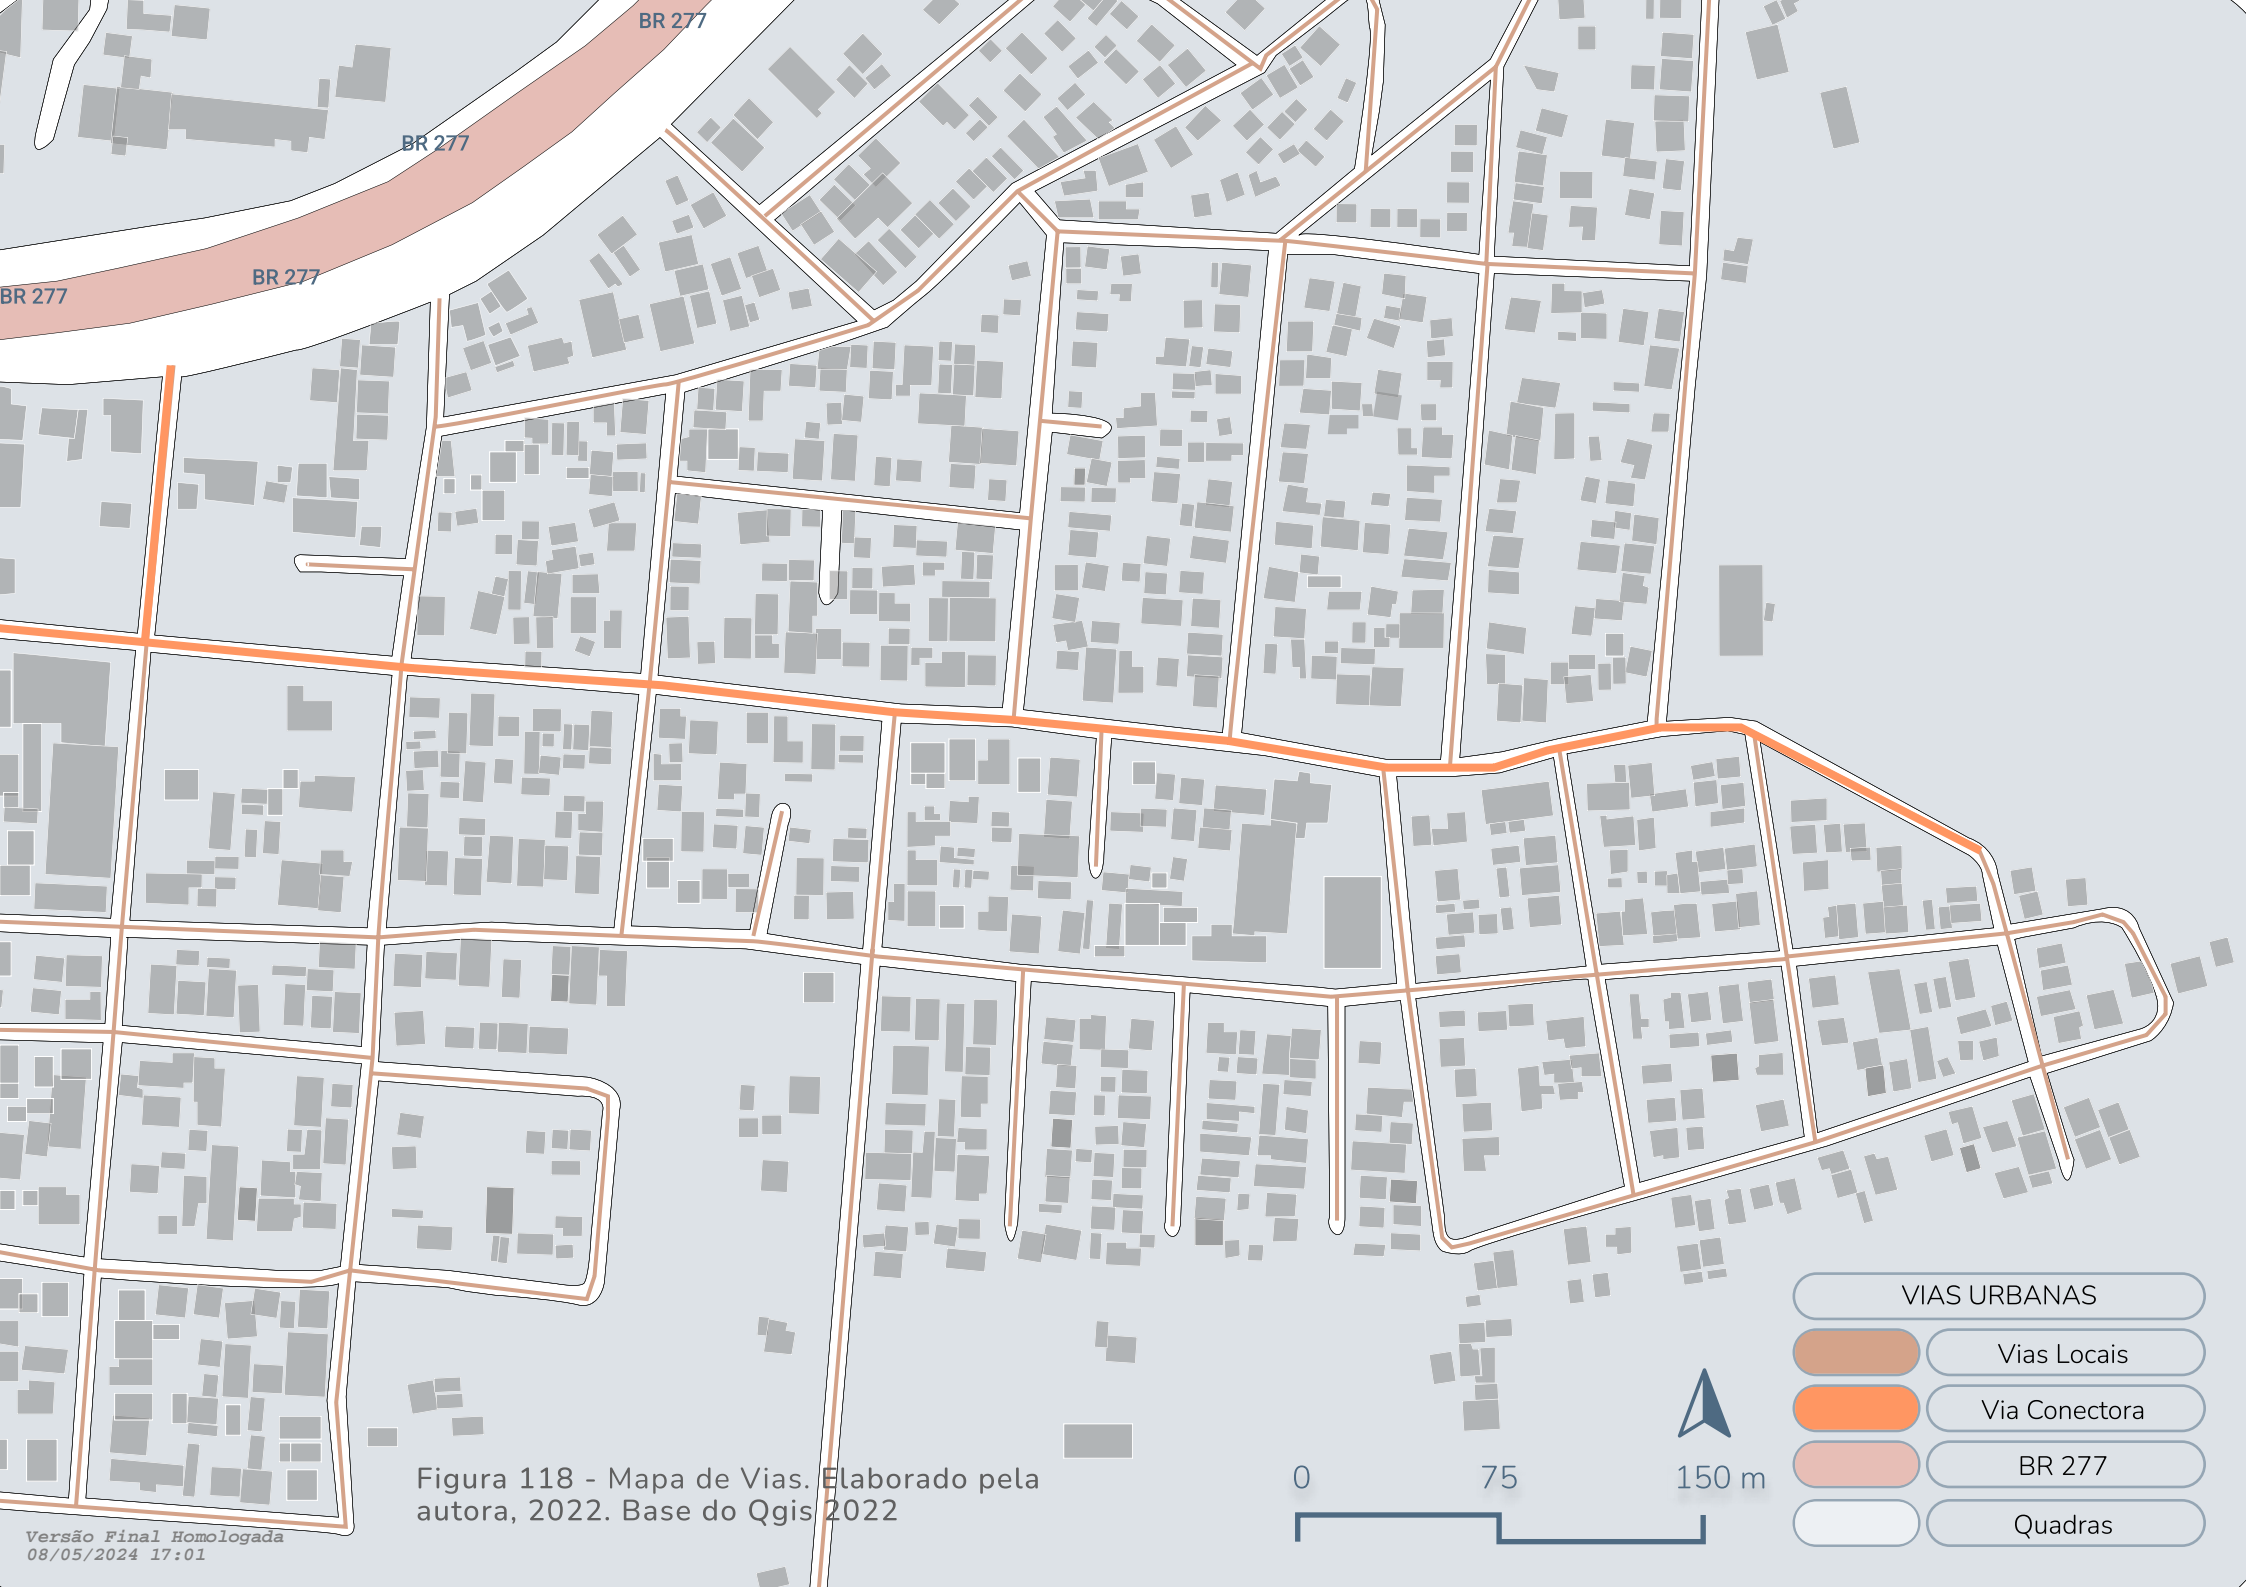 BR 277
BR 277
BR 277
BR 277
VIAS URBANAS
Vias Locais
Via Conectora
BR 277
Quadras
0 75 150 m
Figura 118 - Mapa de Vias. Elaborado pela
autora, 2022. Base do Qgis 2022
Versão Final Homologada
08/05/2024 17:01